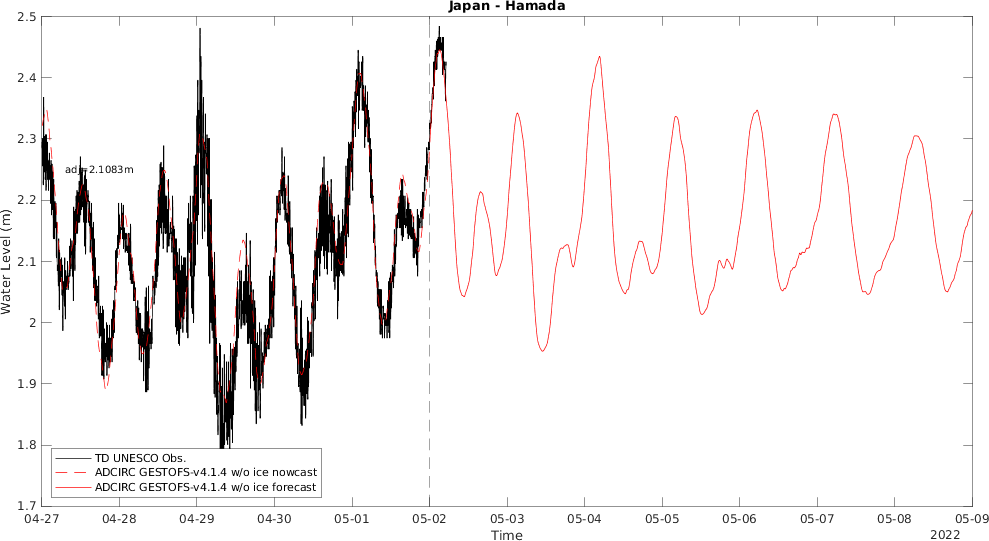 Japan - Hamada
2.5
2.4
2.3
2.2
2.1
2
1.9
1.8
1.7
Water Level (m)
adj=2.1083m
TD UNESCO Obs.
ADCIRC GESTOFS-v4.1.4 w/o ice nowcast
ADCIRC GESTOFS-v4.1.4 w/o ice forecast
04-27 04-28 04-29 04-30 05-01 05-02 05-03 05-04 05-05 05-06 05-07 05-08 05-09
Time
2022